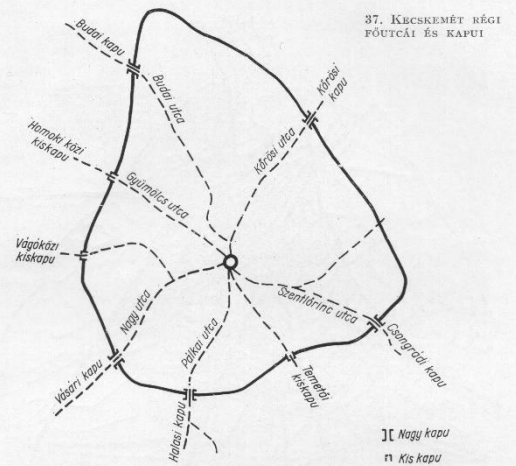 37. KECSKEMÉT RÉGI
FŐUTCÁI ÉS KAPUI
Budai kapu
Budai utca
Kőrösi
kapu
Kőrösi utca
Homoki közi
kiskapu
Gyümölcs utca
Vágóközi
kiskapu
Nagy utca
Vásári kapu
Pálkai utca
Halasi kapu
Temetői
kiskapu
Szentlőrinc utca
Csongrádi kapu
Nagy kapu
Kis kapu